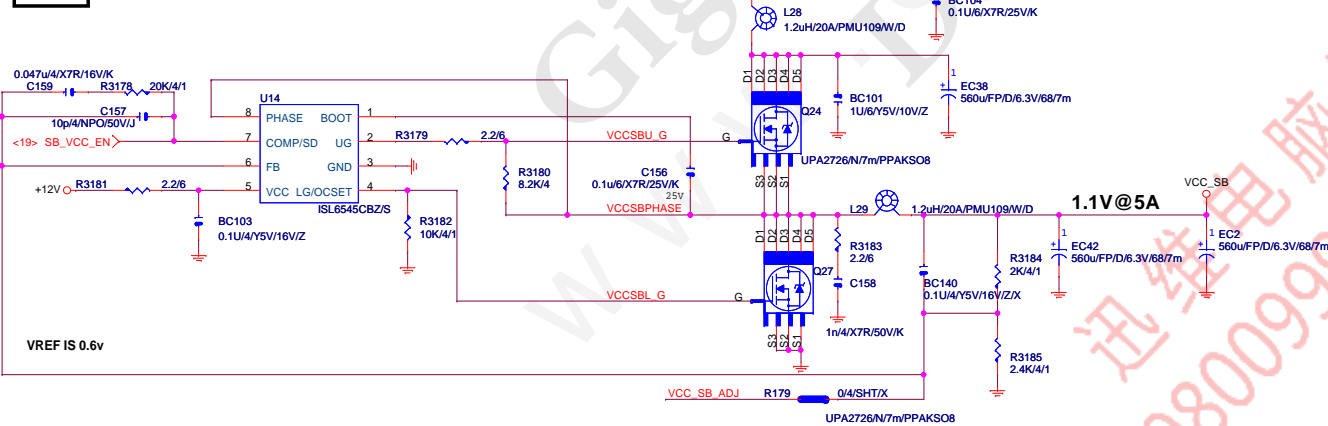 BC104
0.1U/6/X7R/25V/K
L28
1.2uH/20A/PMU109/W/D
0.047u/4/X7R/16V/K
C159
R3178
20K/4/1
C157
10p/4/NPO/50V/J
<19> SB_VCC_EN
+12V
R3181
2.2/6
BC103
0.1U/4/Y5V/16V/Z
U14
8 PHASE BOOT 1
7 COMP/SD UG 2
6 FB GND 3
5 VCC LG/OCSET 4
ISL6545CBZ/S
R3179
2.2/6
VCCSBU_G
G
R3180
8.2K/4
C156
0.1u/6/X7R/25V/K
25V
VCCSBPHASE
R3182
10K/4/1
D1
D2
D3
D4
D5
Q24
S3
S2
S1
UPA2726/N/7m/PPAKSO8
BC101
1U/6/Y5V/10V/Z
1
EC38
560u/FP/D/6.3V/68/7m
L29
1.2uH/20A/PMU109/W/D
1.1V@5A
VCC_SB
D1
D2
D3
D4
D5
Q27
S3
S2
S1
VCCSBL_G
G
R3183
2.2/6
C158
1n/4/X7R/50V/K
BC140
0.1U/4/Y5V/16V/Z/X
R3184
2K/4/1
R3185
2.4K/4/1
1
EC42
560u/FP/D/6.3V/68/7m
1
EC2
560u/FP/D/6.3V/68/7m
VREF IS 0.6v
VCC_SB_ADJ
R179
0/4/SHT/X
UPA2726/N/7m/PPAKSO8
Gig
w w w
迅维电脑